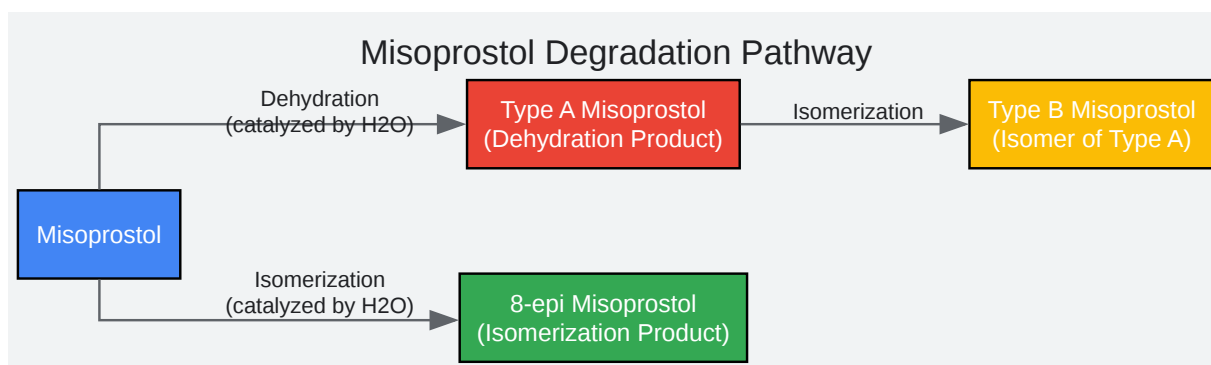 Misoprostol Degradation Pathway
Dehydration
(catalyzed by H2O)
Type A Misoprostol
(Dehydration Product)
Isomerization
Type B Misoprostol
(Isomer of Type A)
Misoprostol
Isomerization
(catalyzed by H2O)
8-epi Misoprostol
(Isomerization Product)